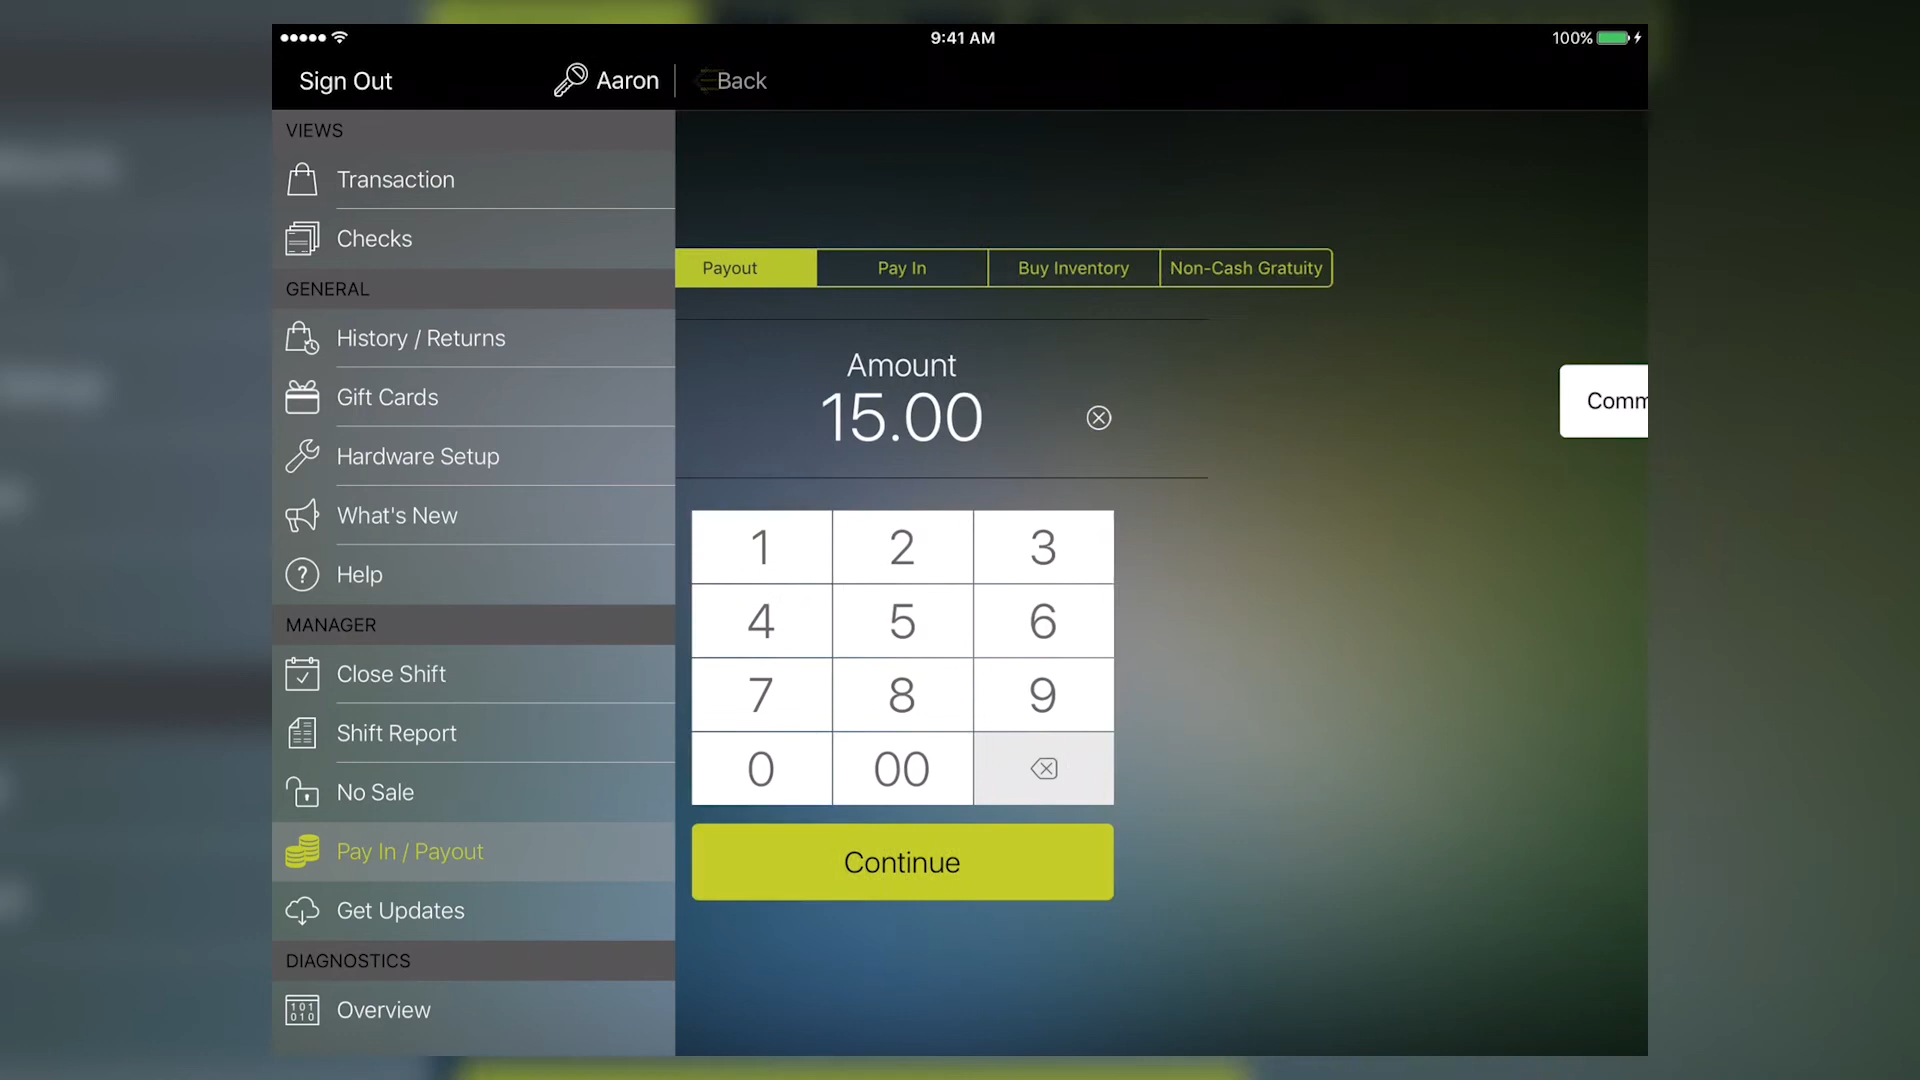 9:41 AM
100%
Sign Out
Aaron
Back
VIEWS
Transaction
Checks
GENERAL
History / Returns
Gift Cards
Hardware Setup
What's New
Help
MANAGER
Close Shift
Shift Report
No Sale
Pay In / Payout
Get Updates
DIAGNOSTICS
101
010
Overview
Payout
Pay In
Buy Inventory
Non-Cash Gratuity
Amount
15.00
Comm
1 2 3
4 5 6
7 8 9
0 00
Continue